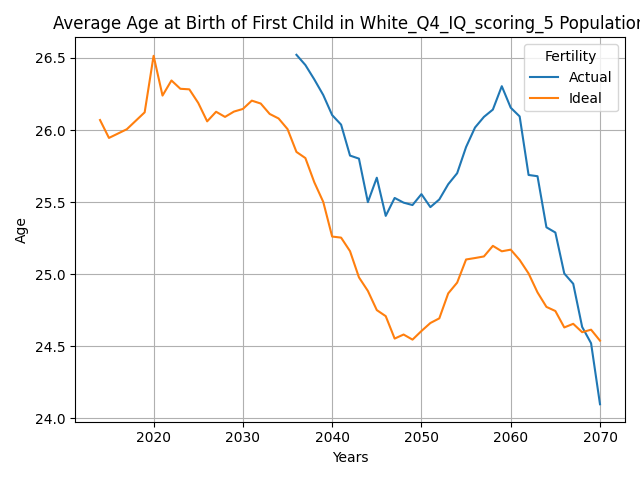 Average Age at Birth of First Child in White_Q4_IQ_scoring_5 Population
Fertility
Actual
Ideal
Age
26.5
26.0
25.5
25.0
24.5
24.0
2020 2030 2040 2050 2060 2070
Years